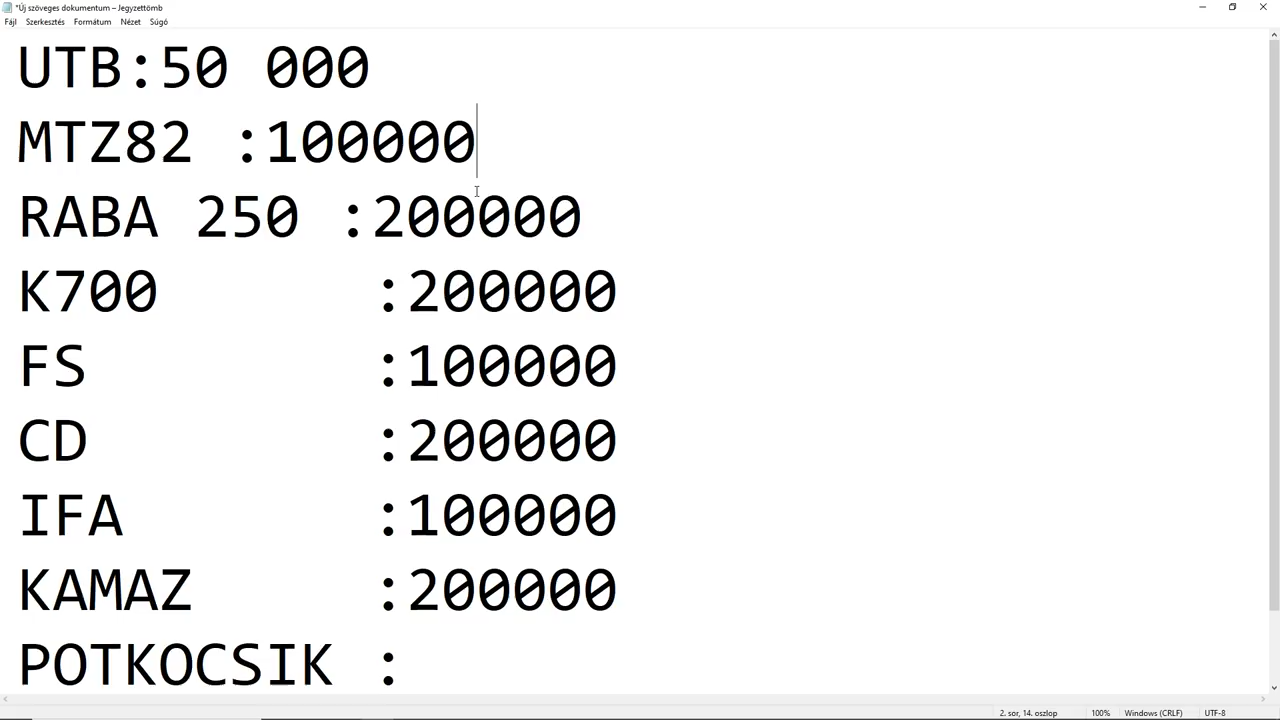 *Új szöveges dokumentum – Jegyzettömb
Fájl Szerkesztés Formátum Nézet Súgó
UTB:50 000
MTZ82 :100000
RABA 250 :200000
K700 :200000
FS :100000
CD :200000
IFA :100000
KAMAZ :200000
POTKOCSIK :
2. sor, 14. oszlop 100% Windows (CRLF) UTF-8